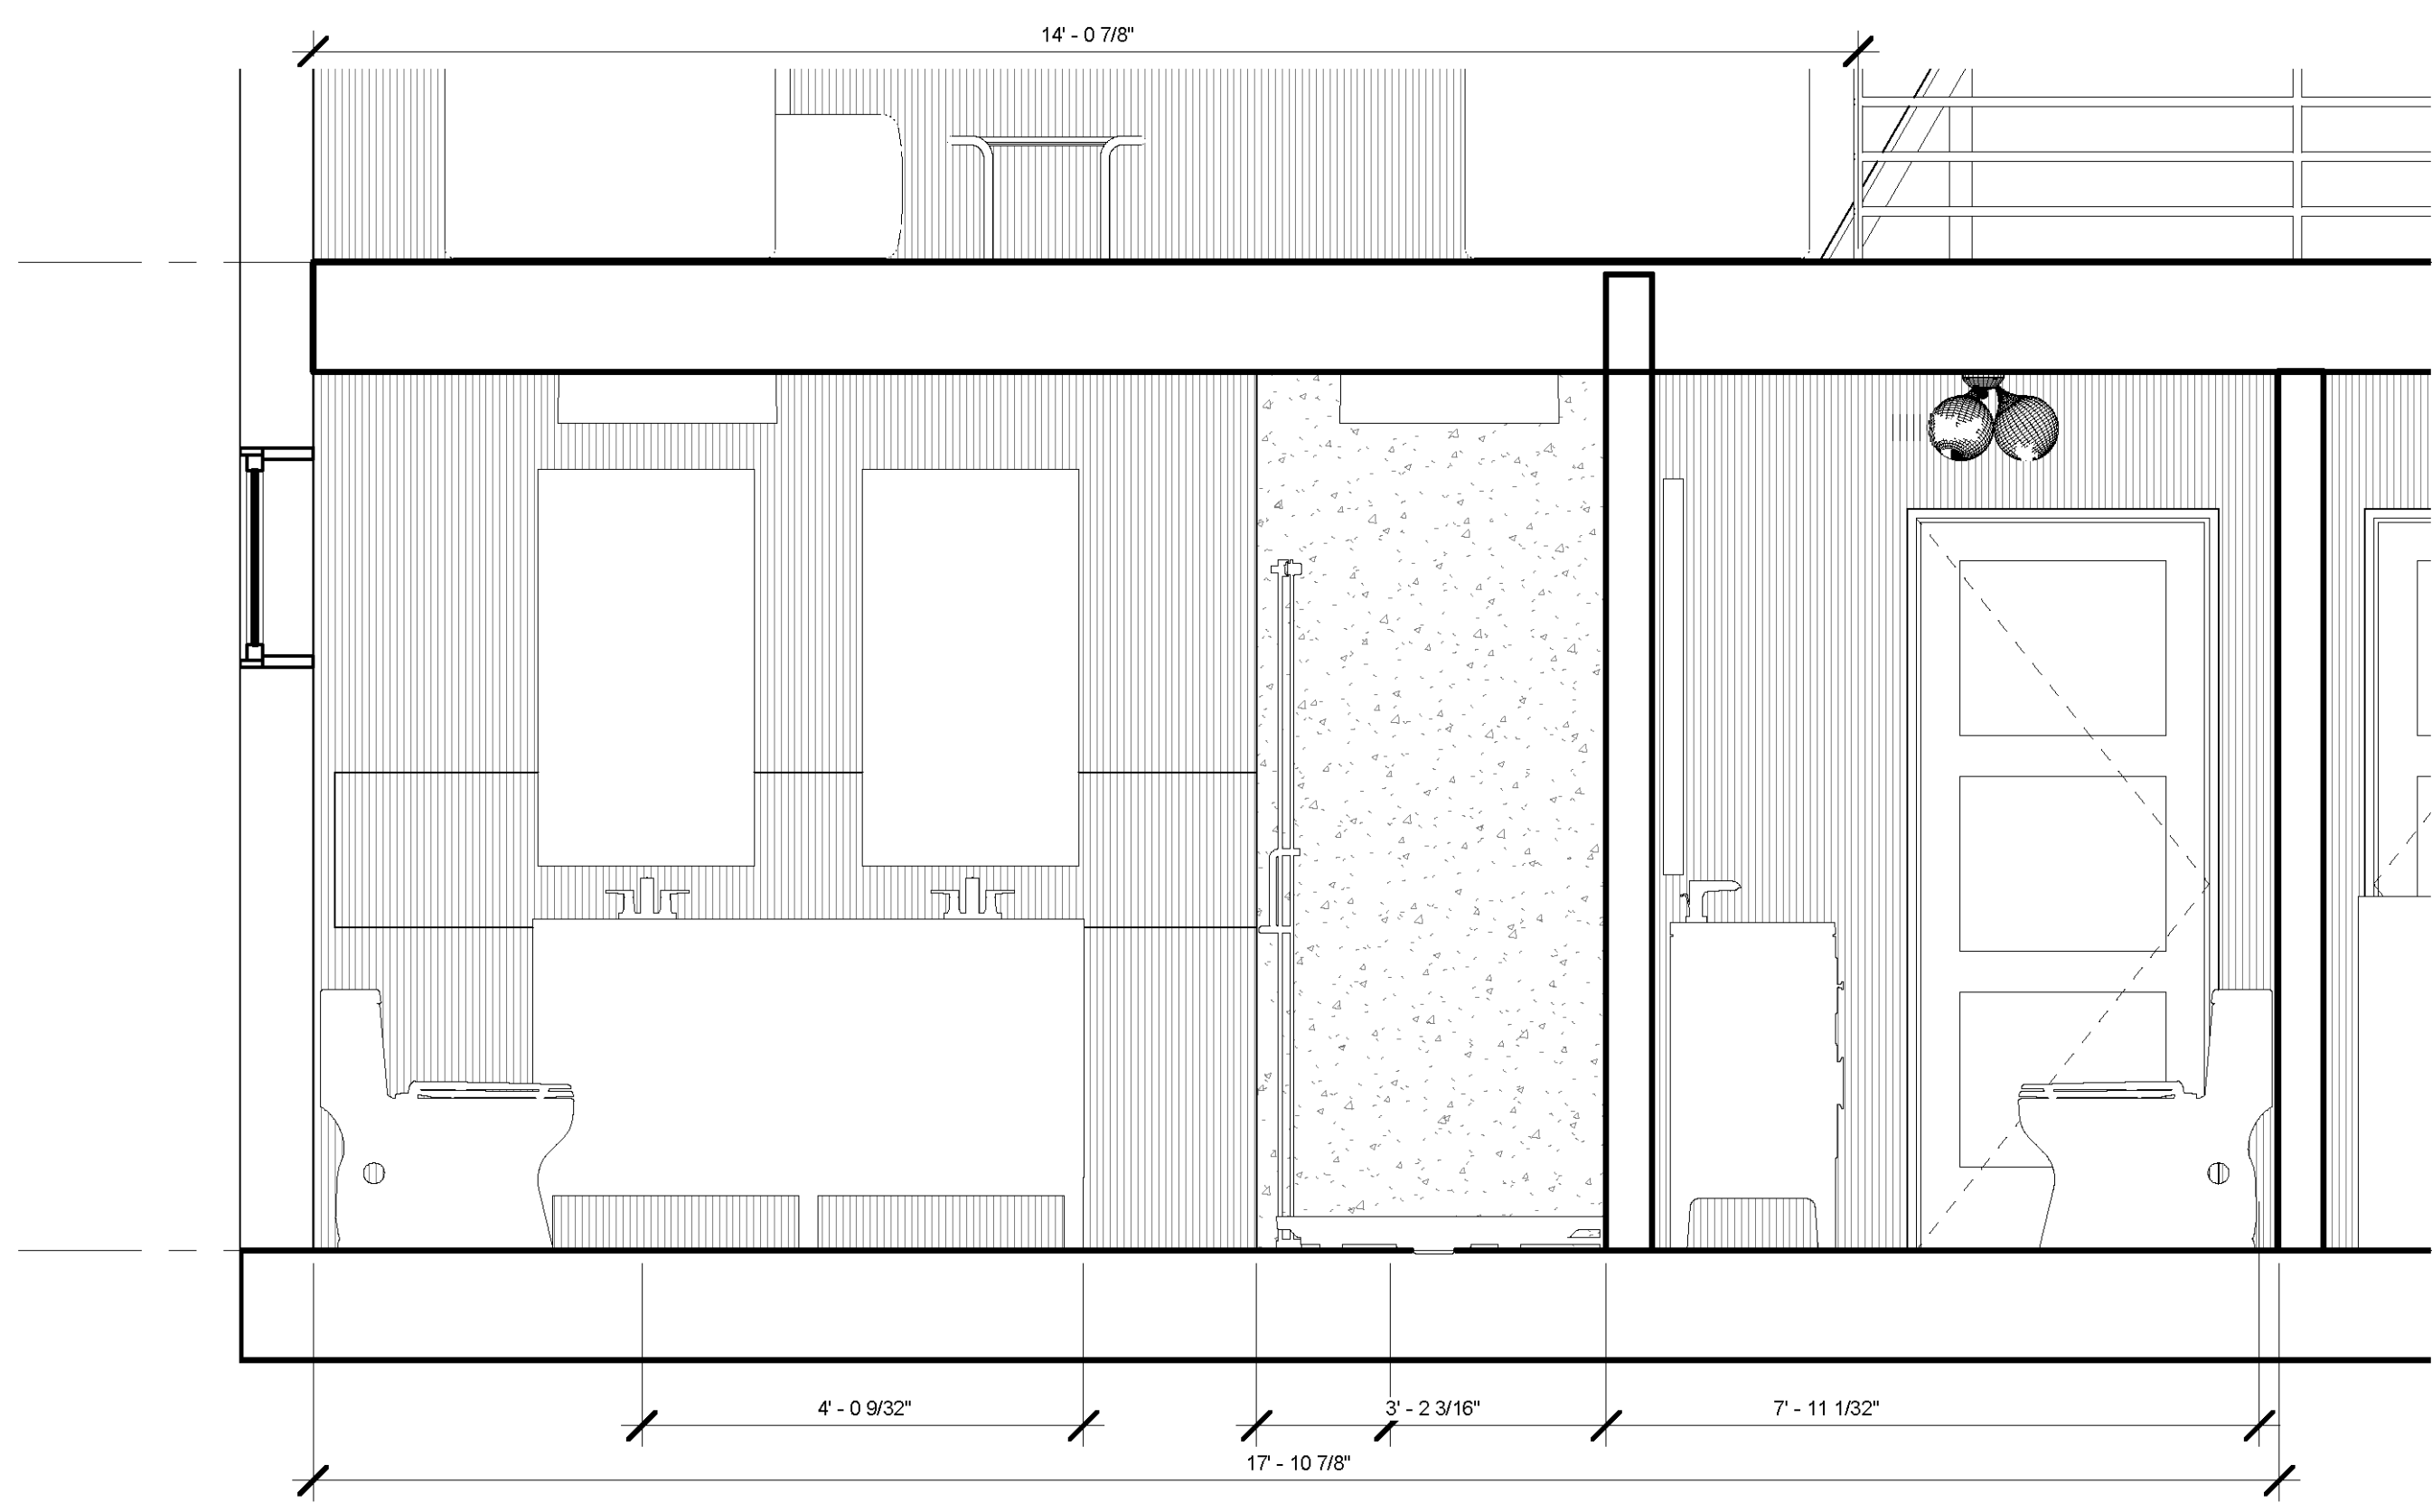 14' - 0 7/8"
4' - 0 9/32"
3' - 2 3/16"
7' - 11 1/32"
17' - 10 7/8"